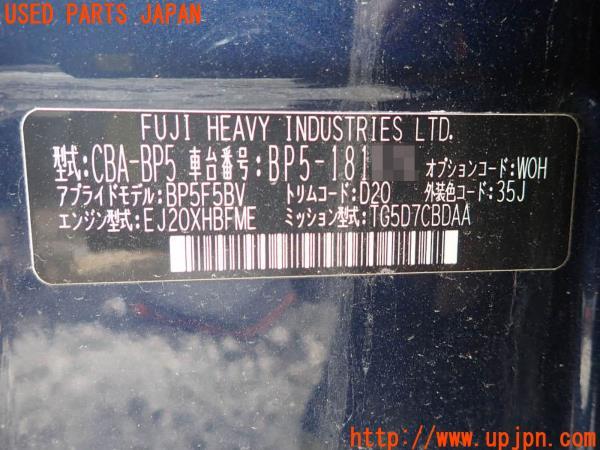 USED PARTS JAPAN
FUJI HEAVY INDUSTRIES LTD.
型式:CBA-BP5 車台番号:BP5-181 オプションコード:WOH
アプライドモデル:BP5F5BV トリムコード:D20 外装色コード:35J
エンジン型式:EJ20XHBFME ミッション型式:TG5D7CBDAA
http://www.upjpn.com/